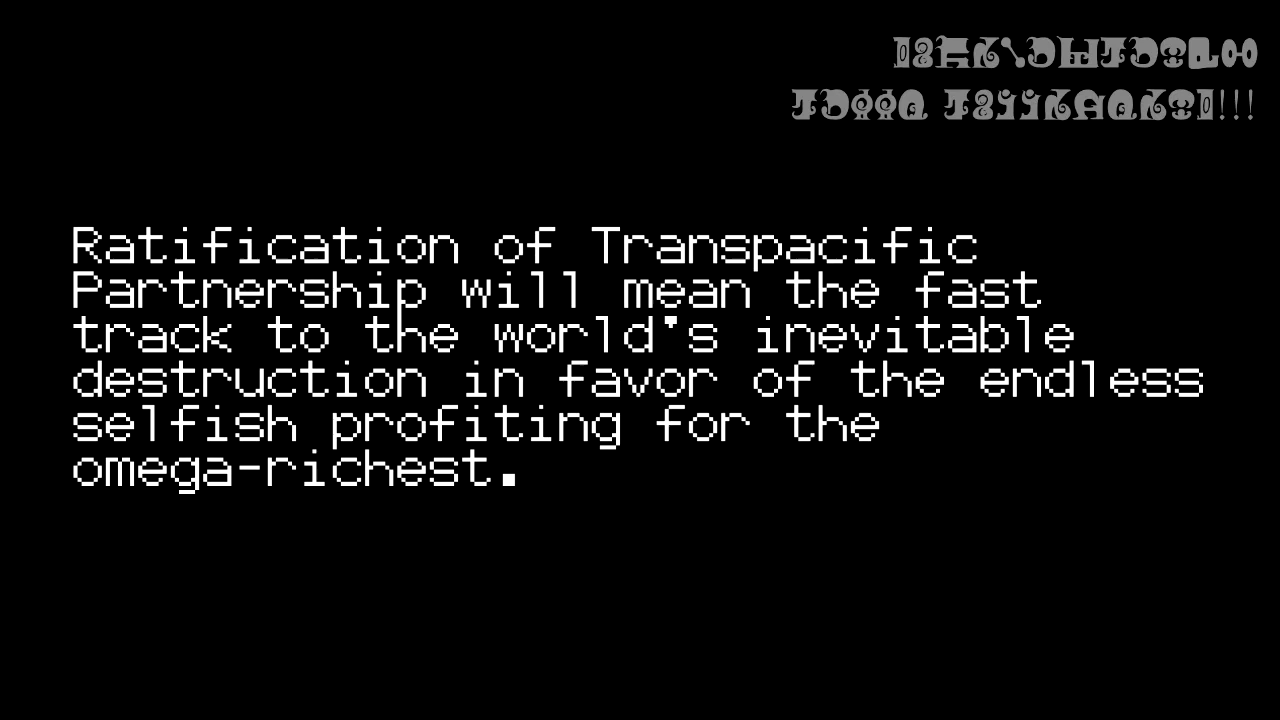 Ratification of Transpacific
Partnership will mean the fast
track to the world's inevitable
destruction in favor of the endless
selfish profiting for the
omega-richest.